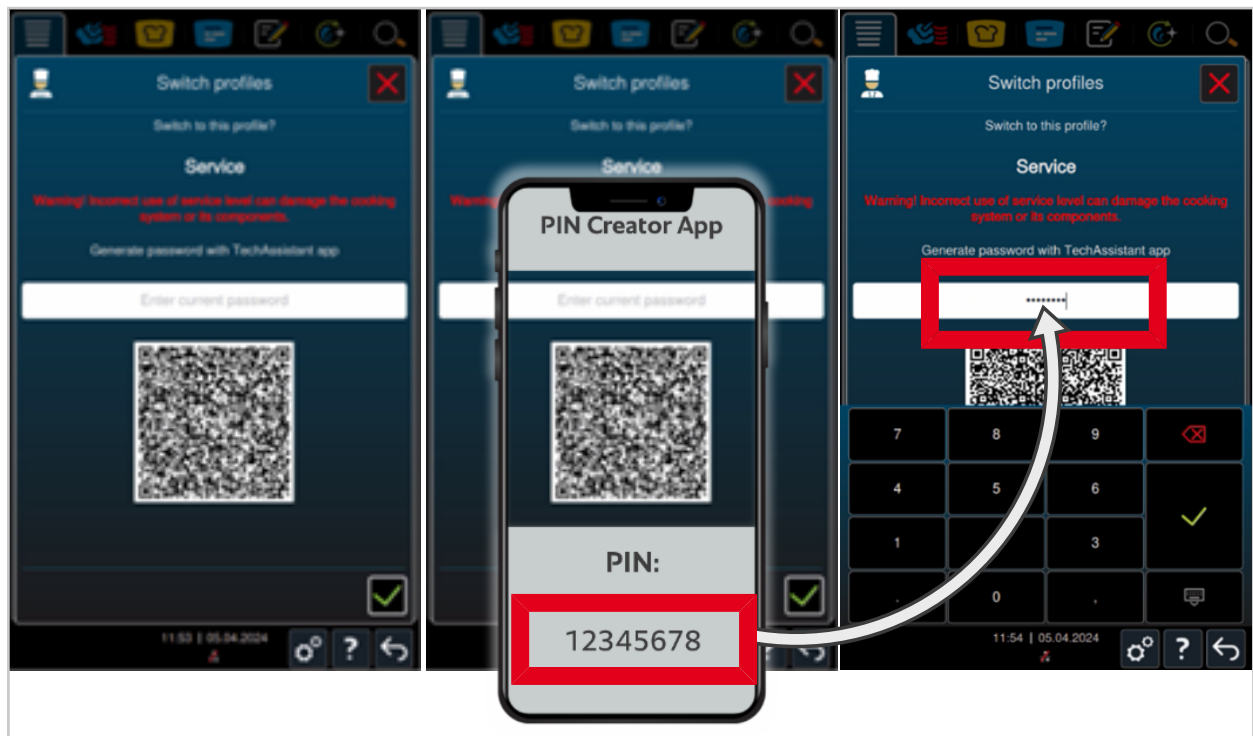 Switch profiles
Switch to this profile?
Service
Warning! Incorrect use of service level can damage the cooking
system or its components.
Generate password with TechAssistant app
Enter current password
11:53 | 05.04.2024
?
Switch profiles
Switch to this profile?
Service
Warning
cooking
PIN Creator App
Enter current password
PIN:
12345678
Switch profiles
Switch to this profile?
Service
Warning! Incorrect use of service level can damage the cooking
system or its components.
Generate password with TechAssistant app
••••••••
7 8 9
4 5 6
1 3
. 0 ,
11:54 | 05.04.2024
?